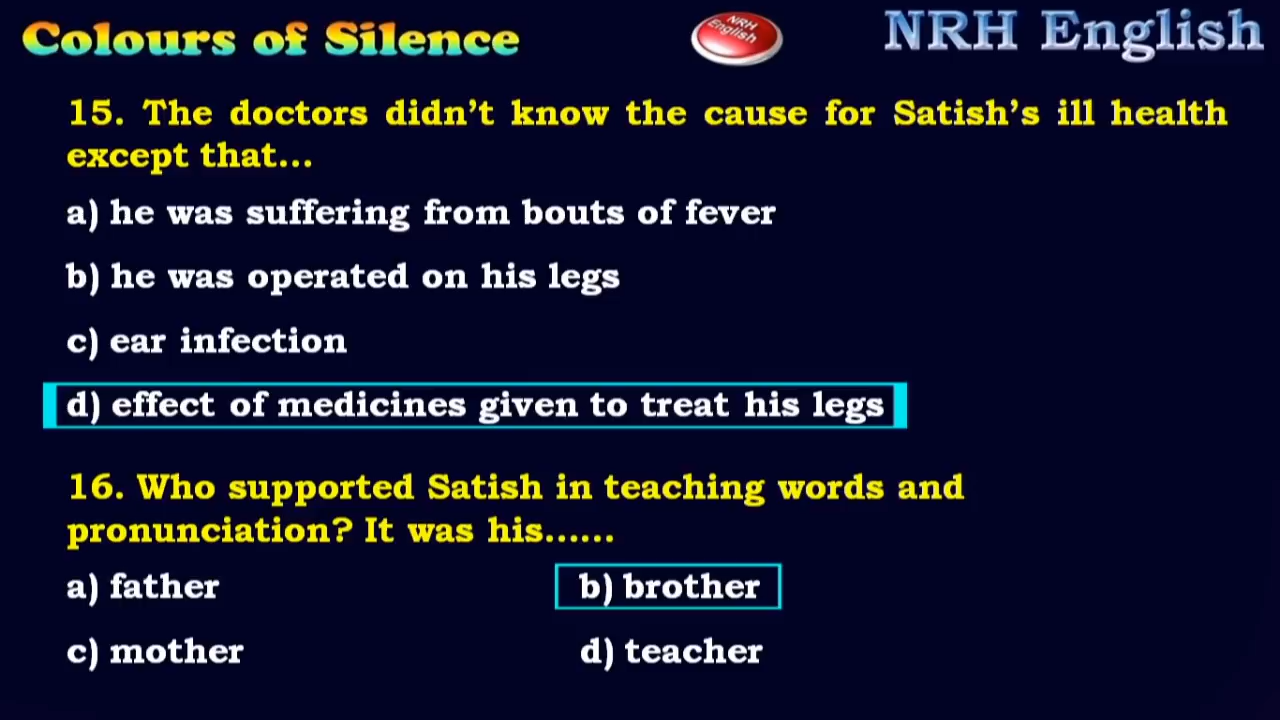 Colours of Silence
NRH English
NRH English
15. The doctors didn't know the cause for Satish's ill health
except that...
a) he was suffering from bouts of fever
b) he was operated on his legs
c) ear infection
d) effect of medicines given to treat his legs
16. Who supported Satish in teaching words and
pronunciation? It was his......
a) father
b) brother
c) mother
d) teacher